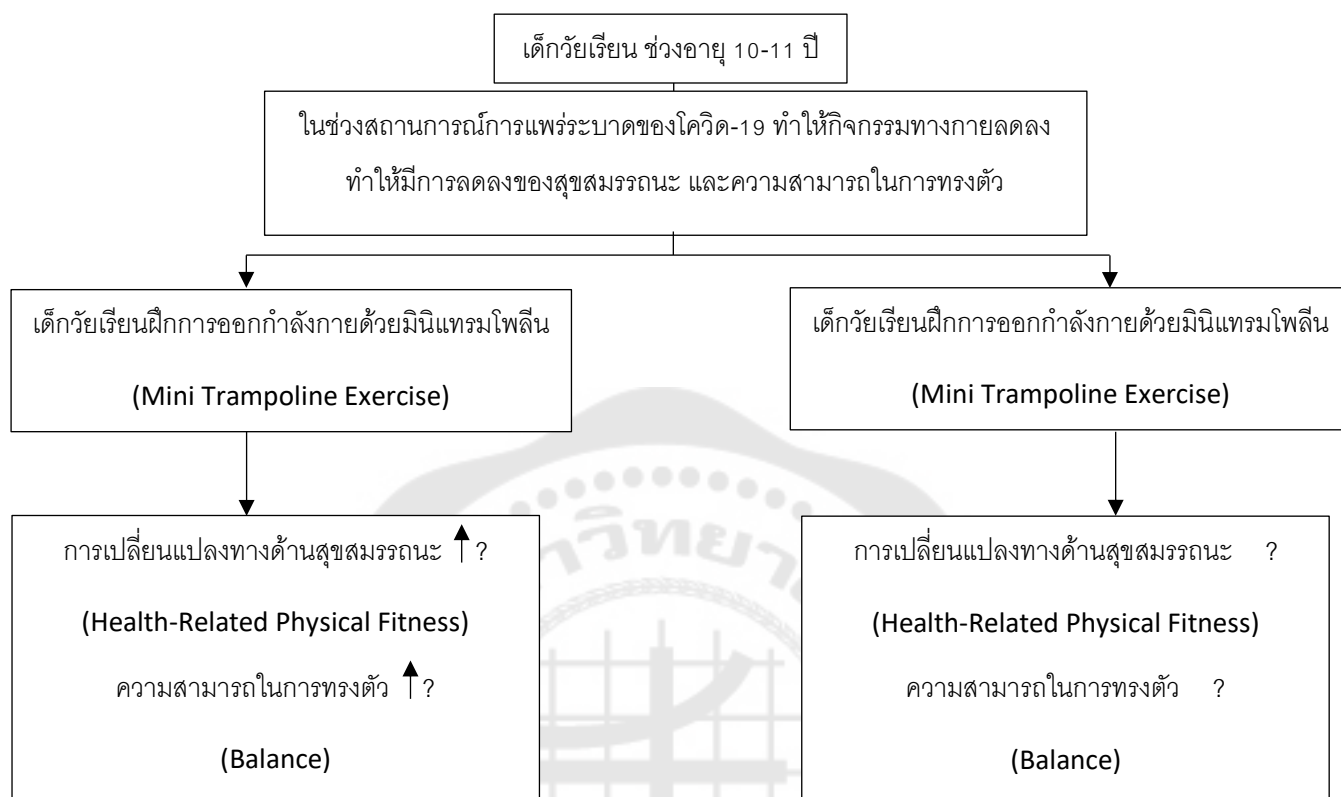 เด็กวัยเรียน ช่วงอายุ 10-11 ปี
ในช่วงสถานการณ์การแพร่ระบาดของโควิด-19 ทำให้กิจกรรมทางกายลดลง
ทำให้มีการลดลงของสุขสมรรถนะ และความสามารถในการทรงตัว
เด็กวัยเรียนฝึกการออกกำลังกายด้วยมินิแทรมโพลีน
(Mini Trampoline Exercise)
เด็กวัยเรียนฝึกการออกกำลังกายด้วยมินิแทรมโพลีน
(Mini Trampoline Exercise)
การเปลี่ยนแปลงทางด้านสุขสมรรถนะ ↑ ?
(Health-Related Physical Fitness)
ความสามารถในการทรงตัว ↑ ?
(Balance)
การเปลี่ยนแปลงทางด้านสุขสมรรถนะ ?
(Health-Related Physical Fitness)
ความสามารถในการทรงตัว ?
(Balance)